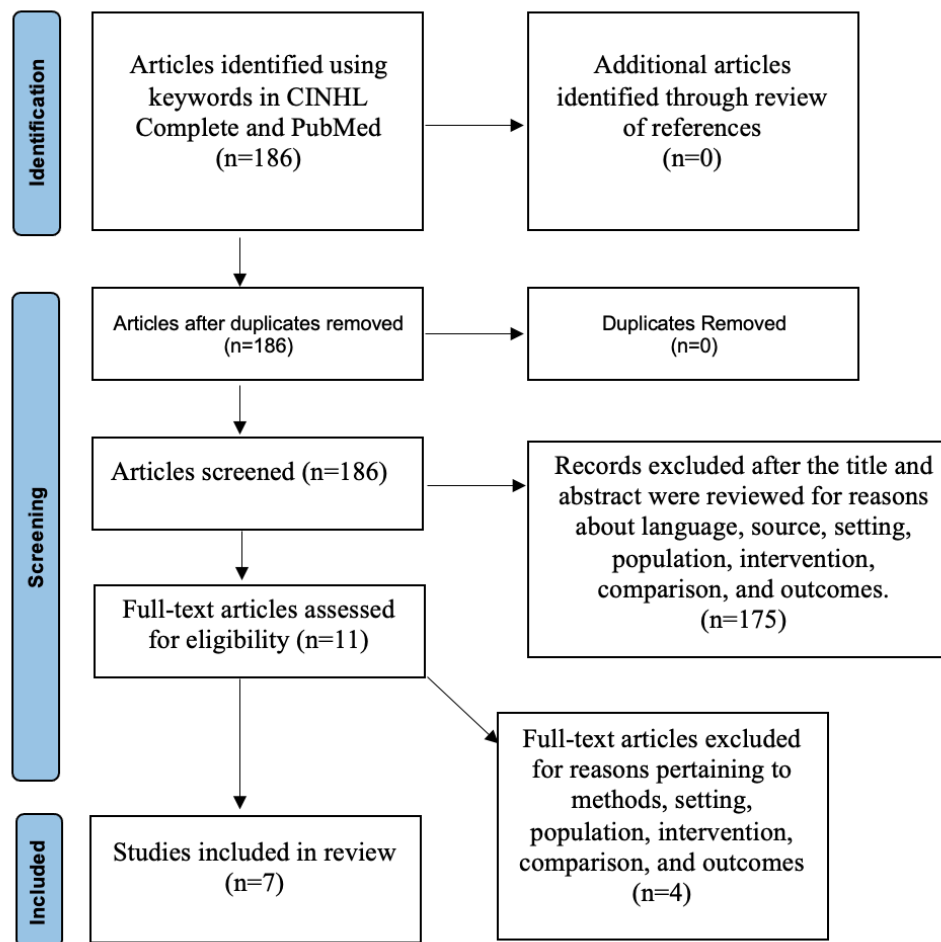 Identification
Articles identified using
keywords in CINHL
Complete and PubMed
(n=186)
Additional articles
identified through review
of references
(n=0)
Screening
Articles after duplicates removed
(n=186)
Duplicates Removed
(n=0)
Articles screened (n=186)
Records excluded after the title and
abstract were reviewed for reasons
about language, source, setting,
population, intervention,
comparison, and outcomes.
(n=175)
Full-text articles assessed
for eligibility (n=11)
Full-text articles excluded
for reasons pertaining to
methods, setting,
population, intervention,
comparison, and outcomes
(n=4)
Included
Studies included in review
(n=7)